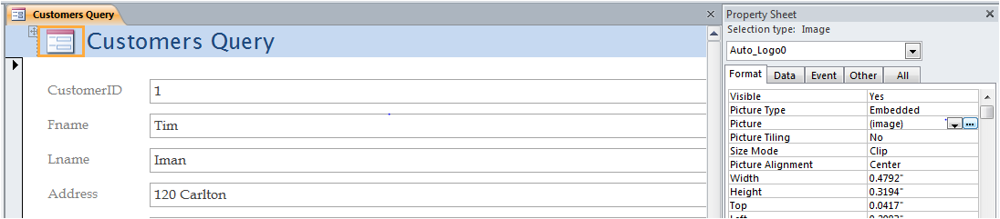 Customers Query
Customers Query
CustomerID 1
Fname Tim
Lname Iman
Address 120 Carlton
Property Sheet
Selection type: Image
Auto_Logo0
Format Data Event Other All
Visible Yes
Picture Type Embedded
Picture (image)
Picture Tiling No
Size Mode Clip
Picture Alignment Center
Width 0.4792"
Height 0.3194"
Top 0.0417"